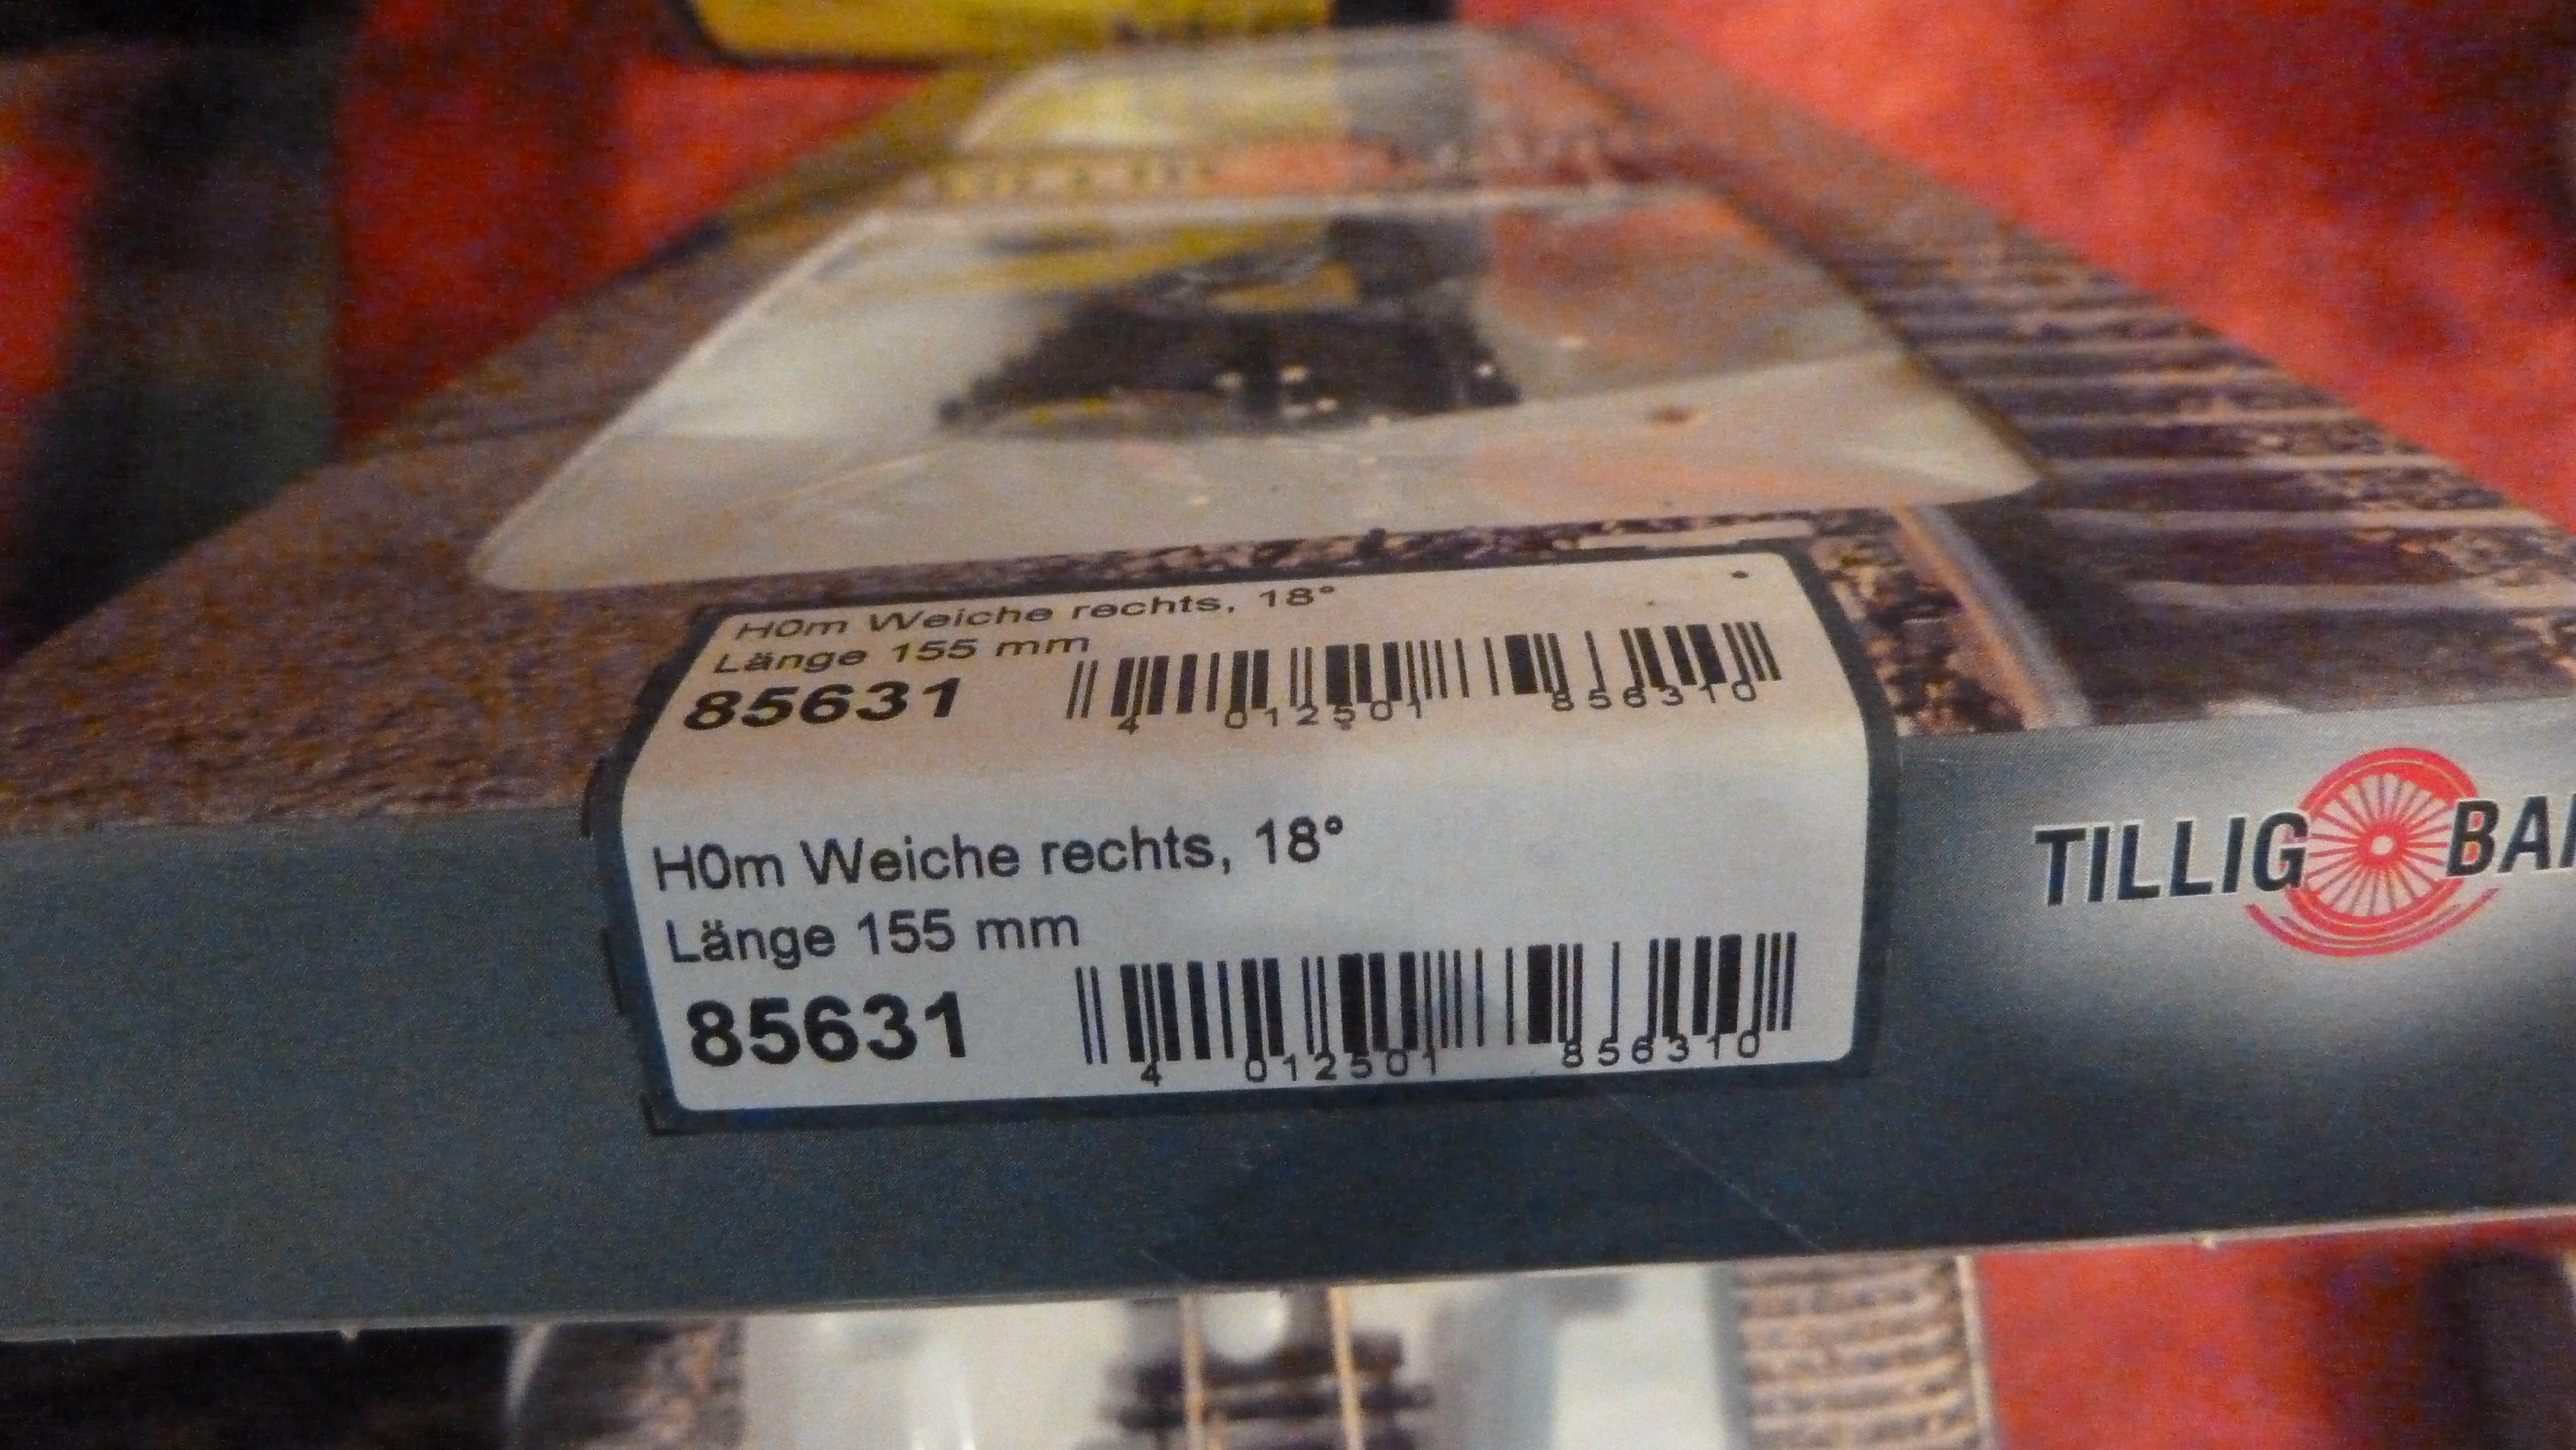 H0m Weiche rechts, 18°
Länge 155 mm
85631
4 012501 856310
H0m Weiche rechts, 18°
Länge 155 mm
85631
4 012501 856310
TILLIG BA